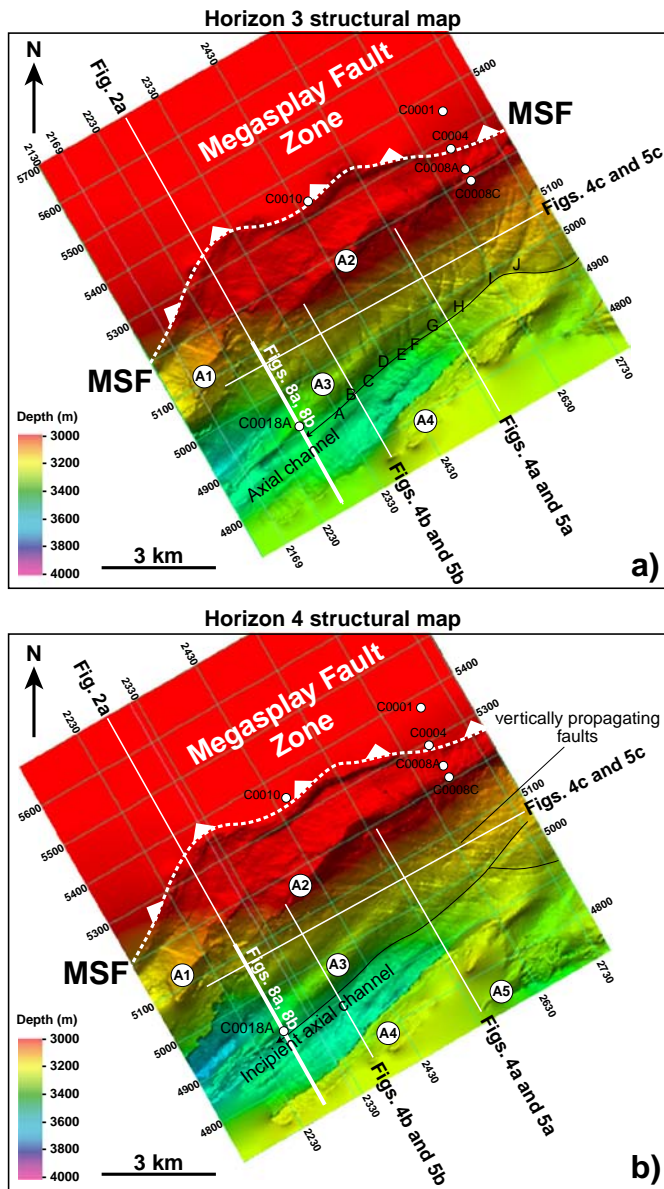 Horizon 3 structural map
N
Fig. 2a
2430
2330
2230
2169
2130
5700
5600
5500
5400
5300
5100
5000
4900
4800
Megasplay Fault
Zone
5400
C0001
MSF
C0004
C0008A
C0008C
C0010
5100
5000
4900
4800
Figs. 4c and 5c
A2
A1
MSF
A3
A4
Figs. 8a, 8b
A
B
C
D
E
F
G
H
I
J
C0018A
Axial channel
2730
2630
2430
2330
2230
2169
Figs. 4a and 5a
Figs. 4b and 5b
Depth (m)
3000
3200
3400
3600
3800
4000
3 km
a)
Horizon 4 structural map
N
Fig. 2a
2430
2330
2230
5600
5500
5400
5300
5100
5000
4900
4800
Megasplay Fault
Zone
5400
5300
C0001
C0004
C0008A
C0008C
C0010
vertically propagating
faults
5100
5000
4800
Figs. 4c and 5c
A2
A1
MSF
A3
A4
A5
Figs. 8a, 8b
C0018A
Incipient axial channel
2730
2630
2430
2330
2230
Figs. 4a and 5a
Figs. 4b and 5b
Depth (m)
3000
3200
3400
3600
3800
4000
3 km
b)